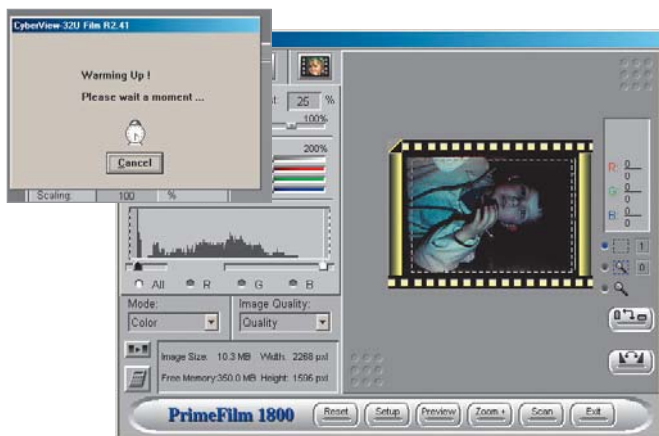 CyberView-32U Film R2.41
Warming Up !
Please wait a moment ...
Cancel
25 %
100%
200%
Scaling: 100 %
All R G B
Mode: Image Quality:
Color Quality
Image Size: 10.3 MB Width: 2268 pxl
Free Memory:350.0 MB Height: 1596 pxl
R: 0
0
G: 0
0
B: 0
0
1
0
PrimeFilm 1800 Reset Setup Preview Zoom + Scan Exit